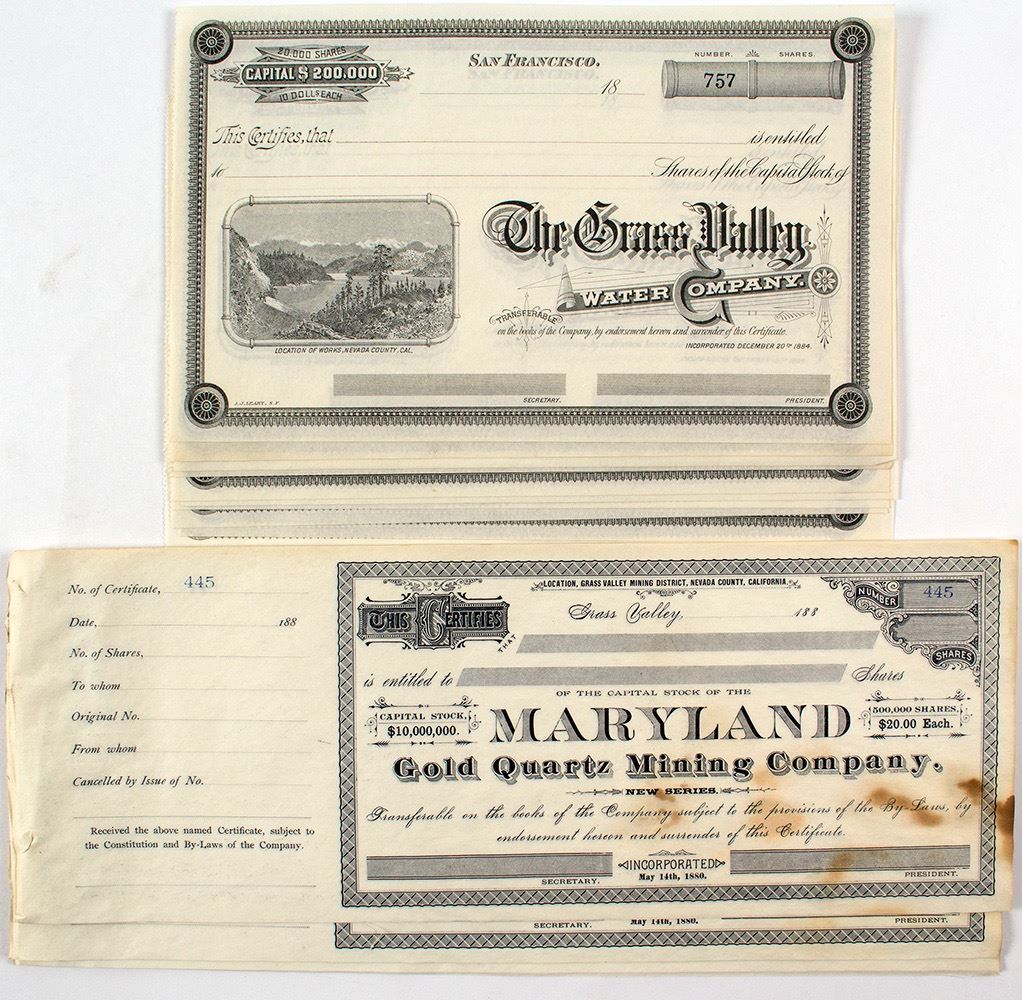 20.000 SHARES
CAPITAL $ 200.000
10 DOLLS EACH
SAN FRANCISCO.
18
NUMBER. SHARES.
757
This Certifies, that is entitled
to Shares of the Capital Stock of
The Grass Valley
WATER COMPANY.
TRANSFERABLE
on the books of the Company, by endorsement hereon and surrender of this Certificate.
INCORPORATED DECEMBER 20TH 1884.
LOCATION OF WORKS, NEVADA COUNTY, CAL.
A.J. LEARY, S.F.
SECRETARY. PRESIDENT.
No. of Certificate, 445
Date, 188
No. of Shares,
To whom
Original No.
From whom
Cancelled by Issue of No.
Received the above named Certificate, subject to
the Constitution and By-Laws of the Company.
LOCATION, GRASS VALLEY MINING DISTRICT, NEVADA COUNTY, CALIFORNIA.
THIS CERTIFIES
THAT
Grass Valley, 188
NUMBER 445
SHARES
is entitled to Shares
OF THE CAPITAL STOCK OF THE
CAPITAL STOCK,
$10,000,000.
MARYLAND
500,000 SHARES,
$20.00 Each.
Gold Quartz Mining Company.
NEW SERIES.
Transferable on the books of the Company subject to the provisions of the By-Laws, by
endorsement hereon and surrender of this Certificate.
INCORPORATED
May 14th, 1880.
SECRETARY. PRESIDENT.
SECRETARY. May 14th, 1880. PRESIDENT.